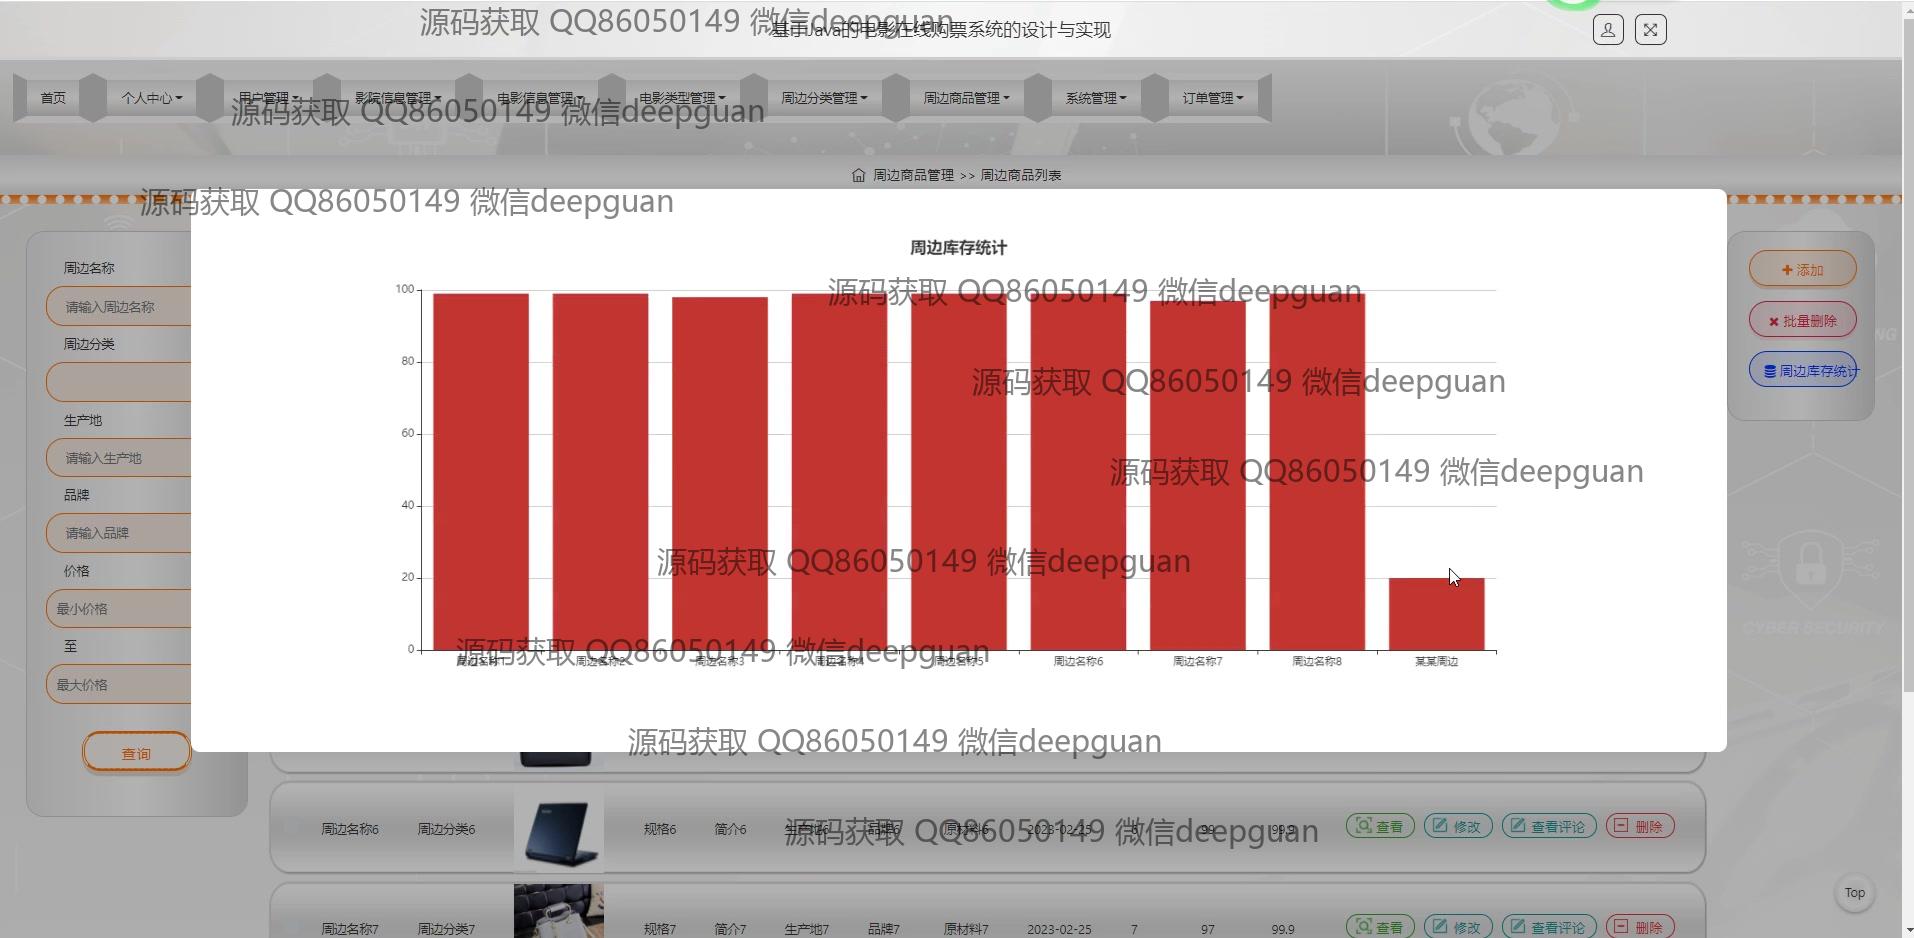 源码获取 QQ86050149 微信deepguan
基于Java的电影在线购票系统的设计与实现
首页 个人中心 用户管理 影院信息管理 电影信息管理 电影类型管理 周边分类管理 周边商品管理 系统管理 订单管理
源码获取 QQ86050149 微信deepguan
周边商品管理 >> 周边商品列表
源码获取 QQ86050149 微信deepguan
周边库存统计
周边名称
添加
源码获取 QQ86050149 微信deepguan
100
请输入周边名称
批量删除
周边分类
80
周边库存统计
源码获取 QQ86050149 微信deepguan
生产地
60
请输入生产地
源码获取 QQ86050149 微信deepguan
品牌
40
请输入品牌
源码获取 QQ86050149 微信deepguan
价格
20
最小价格
CYBER SECURITY
至
0
源码获取 QQ86050149 微信deepguan
周边名称1 周边名称2 周边名称3 周边名称4 周边名称5 周边名称6 周边名称7 周边名称8 某某周边
最大价格
源码获取 QQ86050149 微信deepguan
查询
周边名称6 周边分类6 规格6 简介6 生产地6 品牌6 原材料6 2023-02-25 99 99.9 查看 修改 查看评论 删除
源码获取 QQ86050149 微信deepguan
Top
周边名称7 周边分类7 规格7 简介7 生产地7 品牌7 原材料7 2023-02-25 7 97 99.9 查看 修改 查看评论 删除